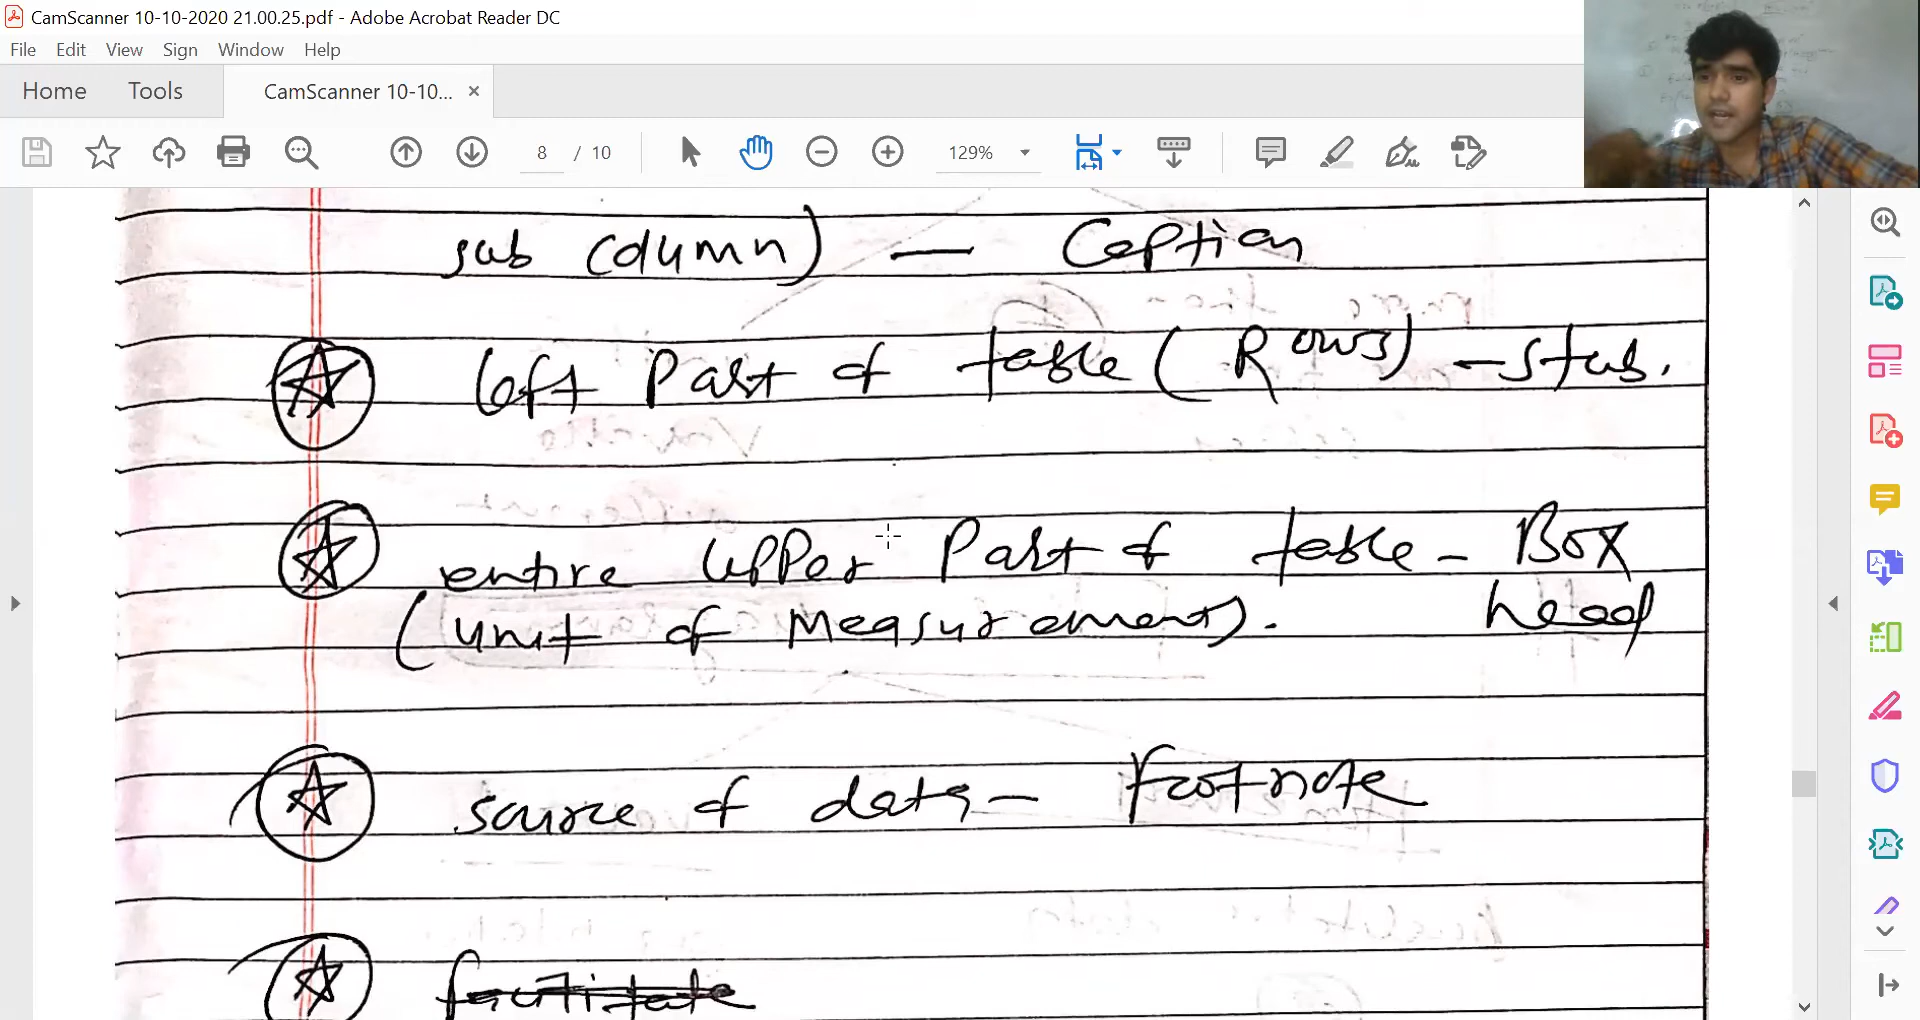 CamScanner 10-10-2020 21.00.25.pdf - Adobe Acrobat Reader DC
File Edit View Sign Window Help
Home Tools CamScanner 10-10... ×
8 / 10 129%
sub column) — Caption
left Part of table (Rows) - stub.
entire upper Part of table - Box
(unit of Measurement). head
source of data - footnote
facilitate